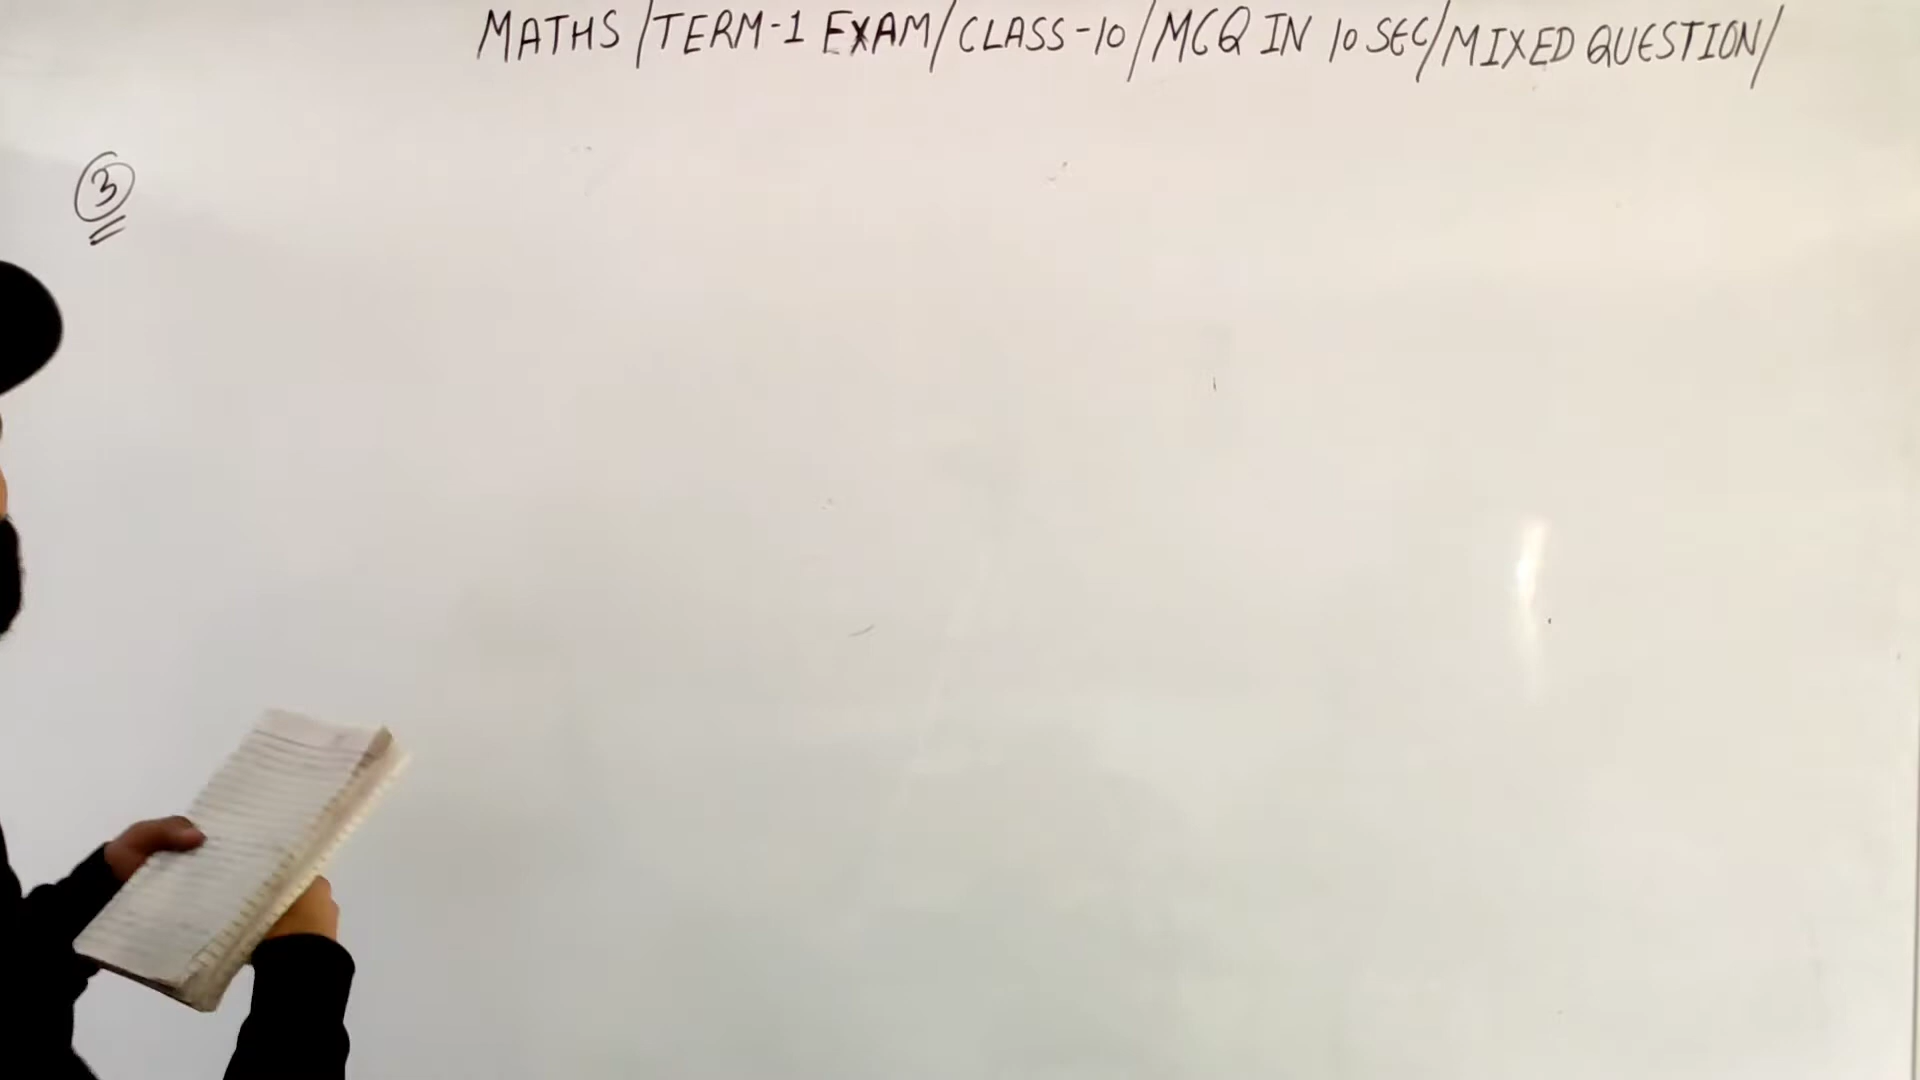 MATHS /TERM-1 EXAM/CLASS-10/MCQ IN 10 SEC/MIXED QUESTION/
3